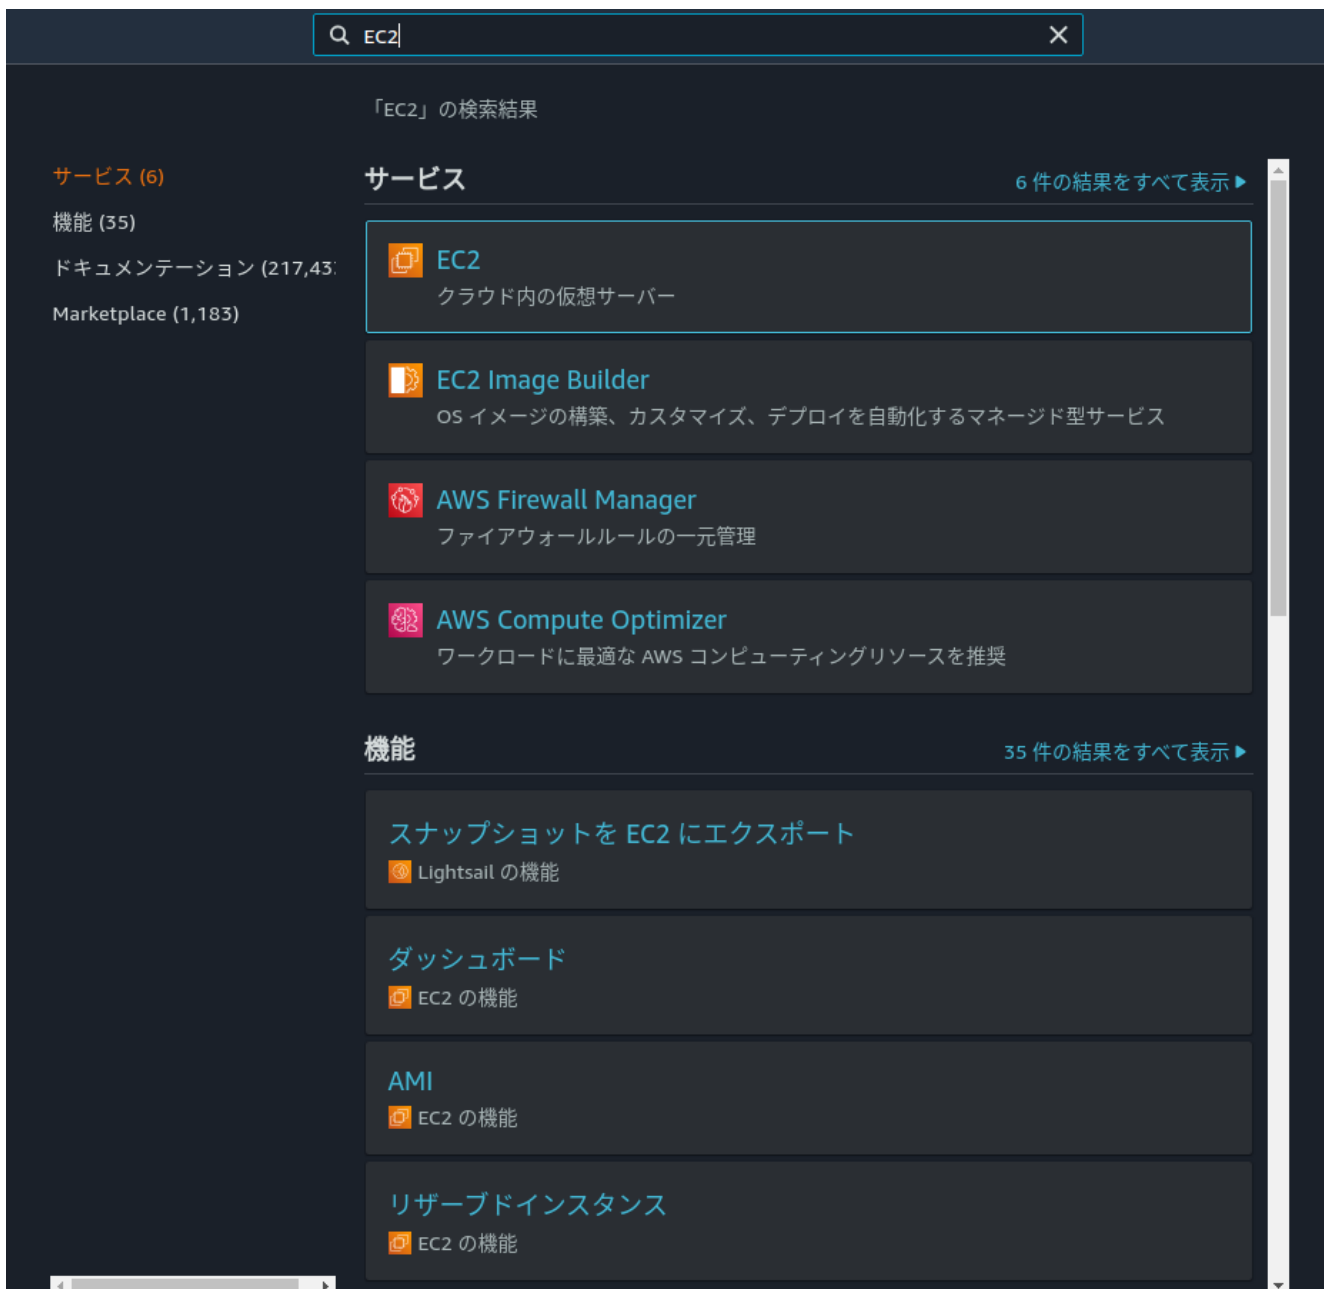 EC2
「EC2」の検索結果
サービス (6)
機能 (35)
ドキュメンテーション (217,43
Marketplace (1,183)
サービス
6 件の結果をすべて表示
EC2
クラウド内の仮想サーバー
EC2 Image Builder
OS イメージの構築、カスタマイズ、デプロイを自動化するマネージド型サービス
AWS Firewall Manager
ファイアウォールルールの一元管理
AWS Compute Optimizer
ワークロードに最適な AWS コンピューティングリソースを推奨
機能
35 件の結果をすべて表示
スナップショットを EC2 にエクスポート
Lightsail の機能
ダッシュボード
EC2 の機能
AMI
EC2 の機能
リザーブドインスタンス
EC2 の機能